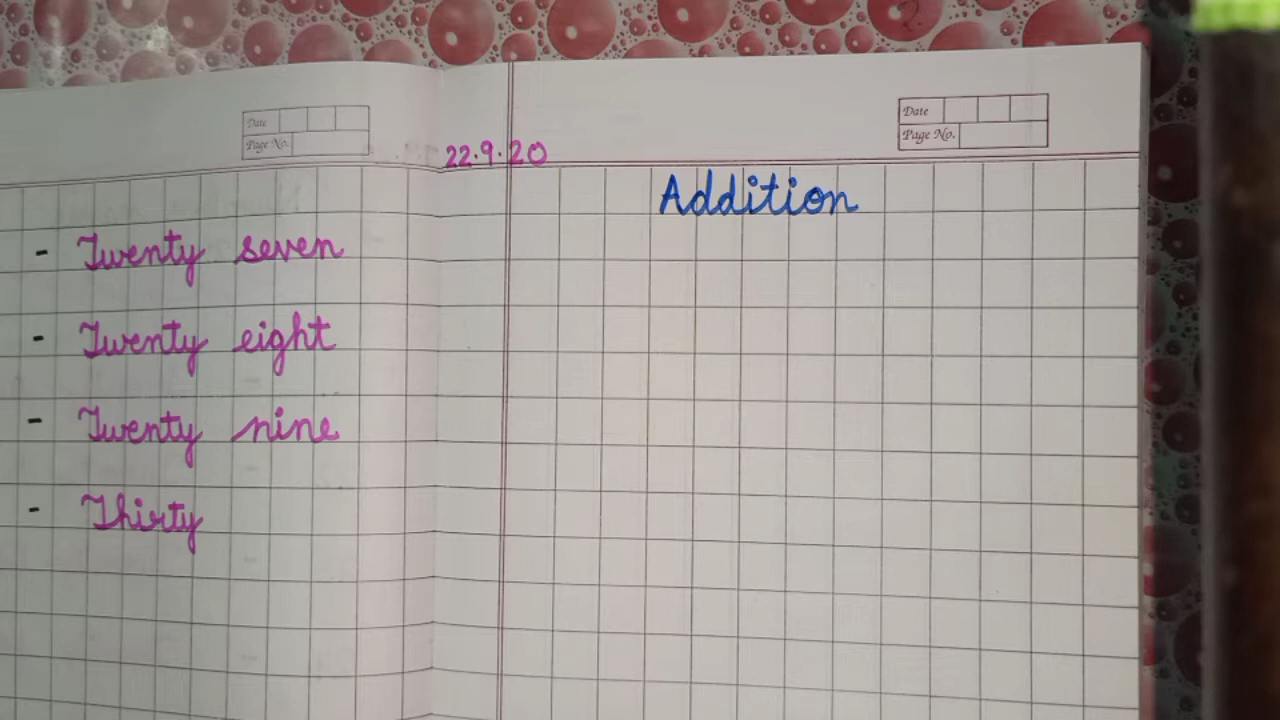 Date
Page No.
- Twenty seven
- Twenty eight
- Twenty nine
- Thirty
Date
Page No.
22.9.20
Addition